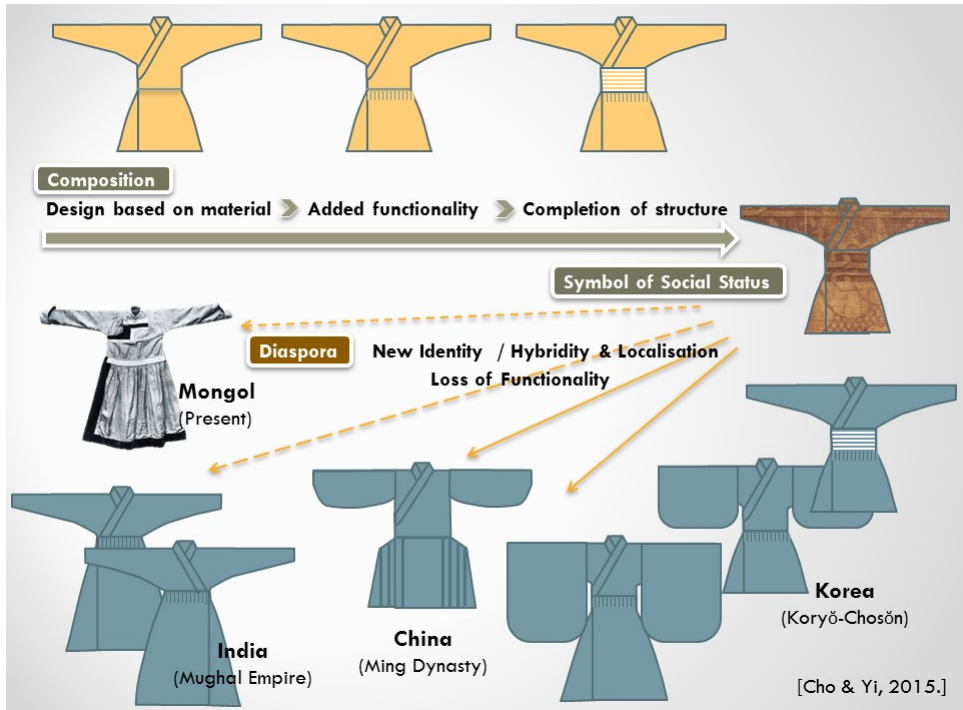 Composition
Design based on material
Added functionality
Completion of structure
Symbol of Social Status
Diaspora
New Identity / Hybridity & Localisation
Loss of Functionality
Mongol
(Present)
India
(Mughal Empire)
China
(Ming Dynasty)
Korea
(Koryŏ-Chosŏn)
[Cho & Yi, 2015.]